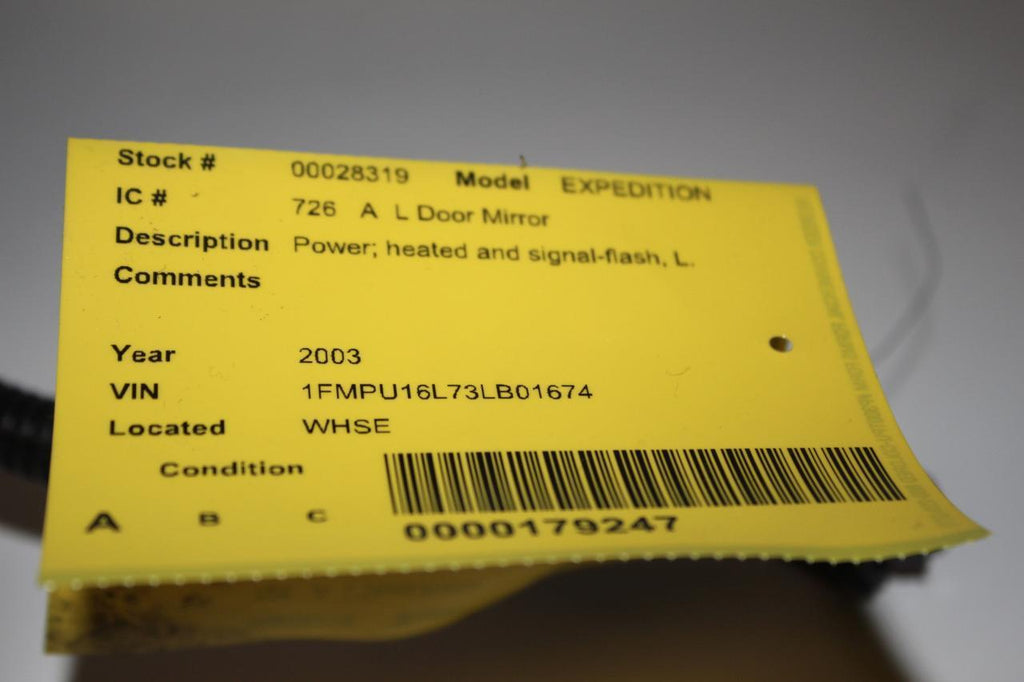 Stock # 00028319 Model EXPEDITION
IC # 726 A L Door Mirror
Description Power; heated and signal-flash, L.
Comments
Year 2003
VIN 1FMPU16L73LB01674
Located WHSE
Condition
A B C
0000179247